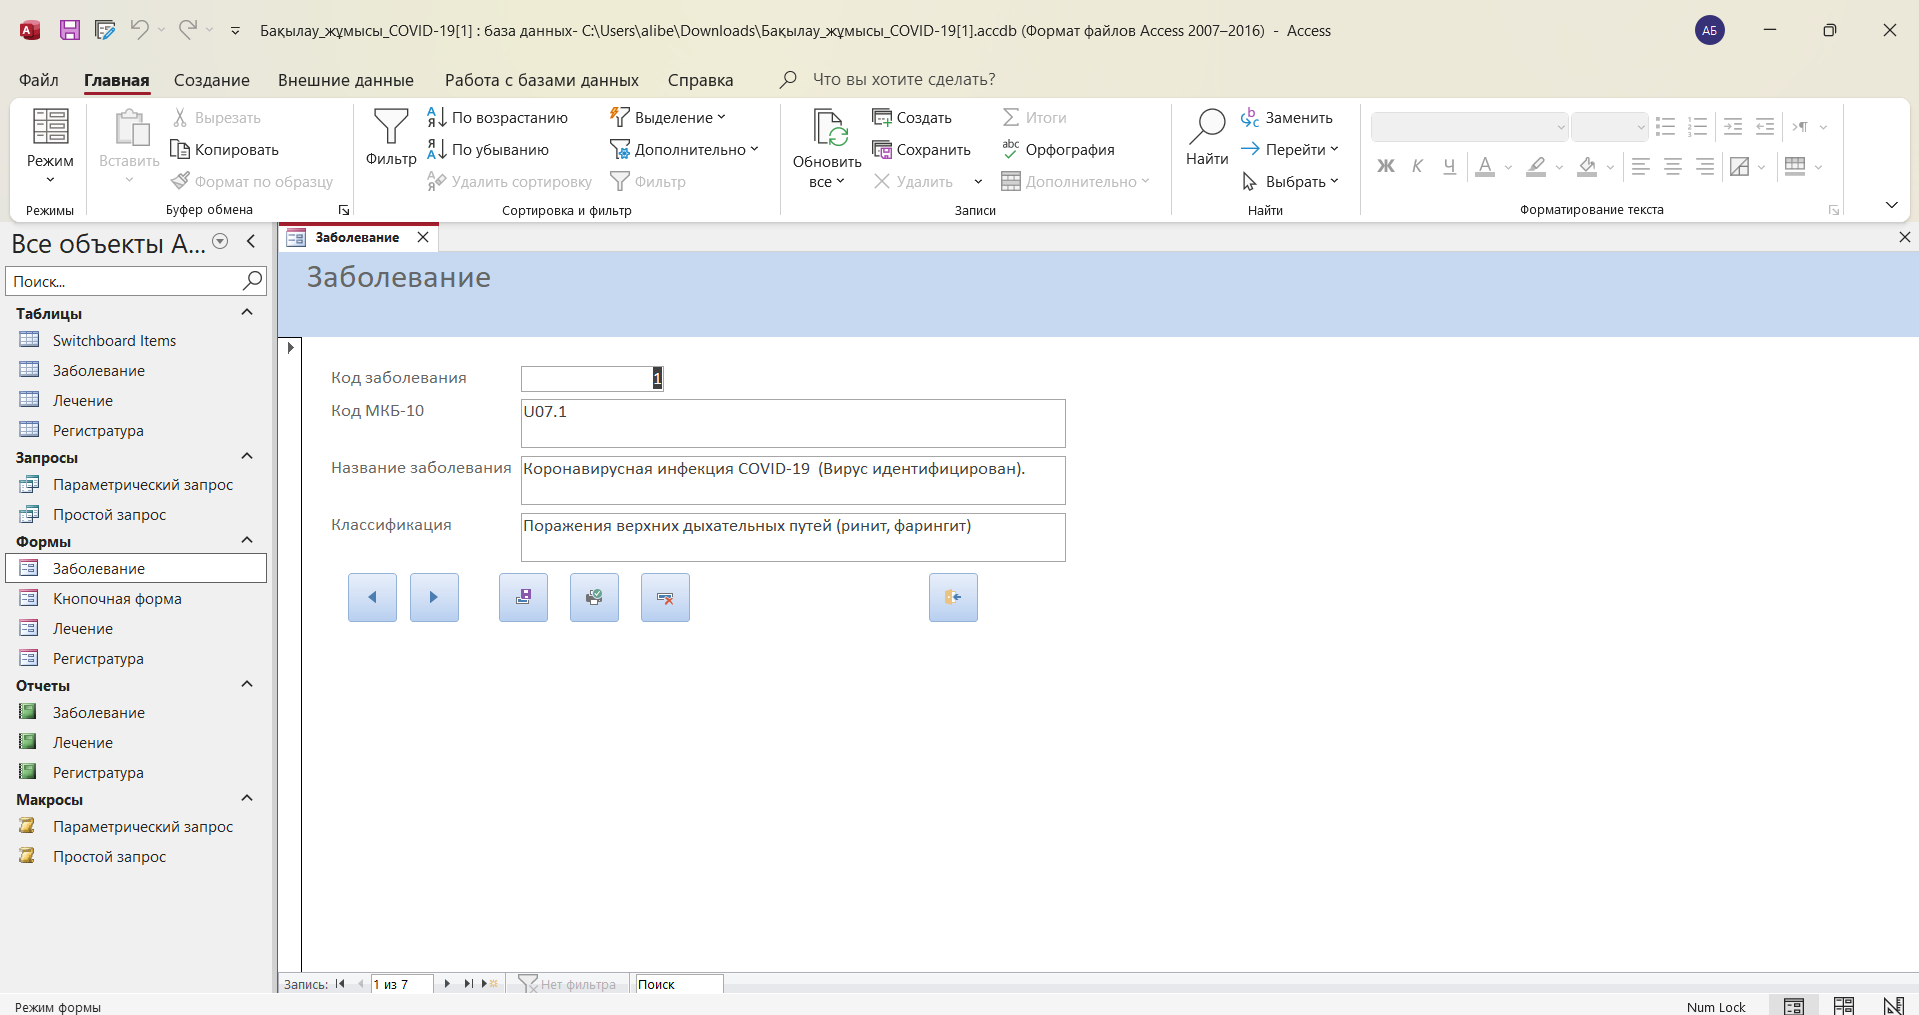 Бақылау_жұмысы_COVID-19[1] : база данных- C:\Users\alibe\Downloads\Бақылау_жұмысы_COVID-19[1].accdb (Формат файлов Access 2007–2016) - Access
АБ
Файл
Главная
Создание
Внешние данные
Работа с базами данных
Справка
Что вы хотите сделать?
Режим
Режимы
Вставить
Вырезать
Копировать
Формат по образцу
Буфер обмена
Фильтр
По возрастанию
По убыванию
Удалить сортировку
Выделение
Дополнительно
Фильтр
Сортировка и фильтр
Обновить
все
Создать
Сохранить
Удалить
Итоги
Орфография
Дополнительно
Записи
Найти
Заменить
Перейти
Выбрать
Найти
Ж К Ч А
Форматирование текста
Все объекты A...
Поиск...
Таблицы
Switchboard Items
Заболевание
Лечение
Регистратура
Запросы
Параметрический запрос
Простой запрос
Формы
Заболевание
Кнопочная форма
Лечение
Регистратура
Отчеты
Заболевание
Лечение
Регистратура
Макросы
Параметрический запрос
Простой запрос
Заболевание
Заболевание
Код заболевания
1
Код МКБ-10
U07.1
Название заболевания
Коронавирусная инфекция COVID-19 (Вирус идентифицирован).
Классификация
Поражения верхних дыхательных путей (ринит, фарингит)
Запись:
1 из 7
Нет фильтра
Поиск
Режим формы
Num Lock